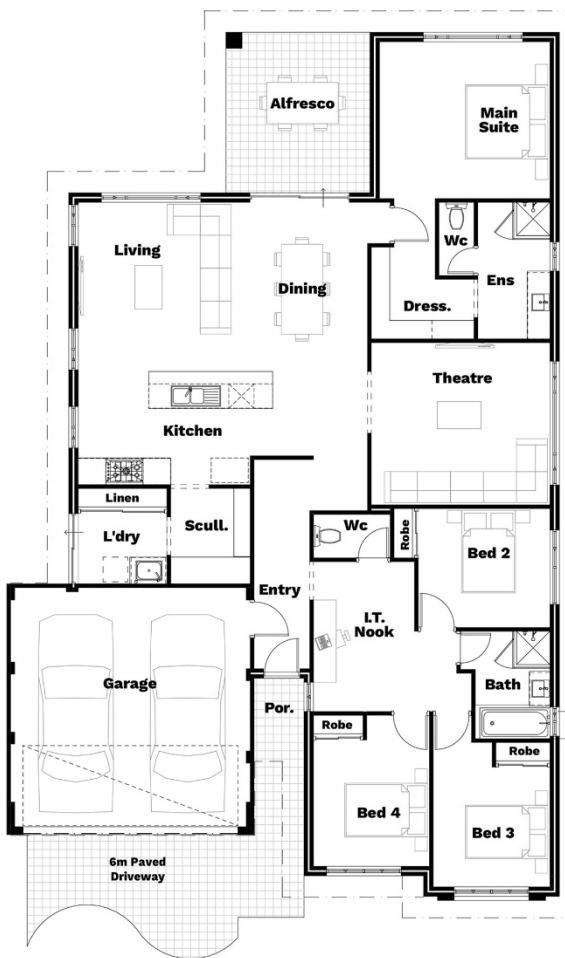 Alfresco
Main
Suite
Living
Wc
Ens
Dining
Dress.
Theatre
Kitchen
Linen
Scull.
L'dry
Wc
Robe
Bed 2
Entry
I.T.
Nook
Garage
Bath
Por.
Robe
Robe
Bed 4
Bed 3
6m Paved
Driveway